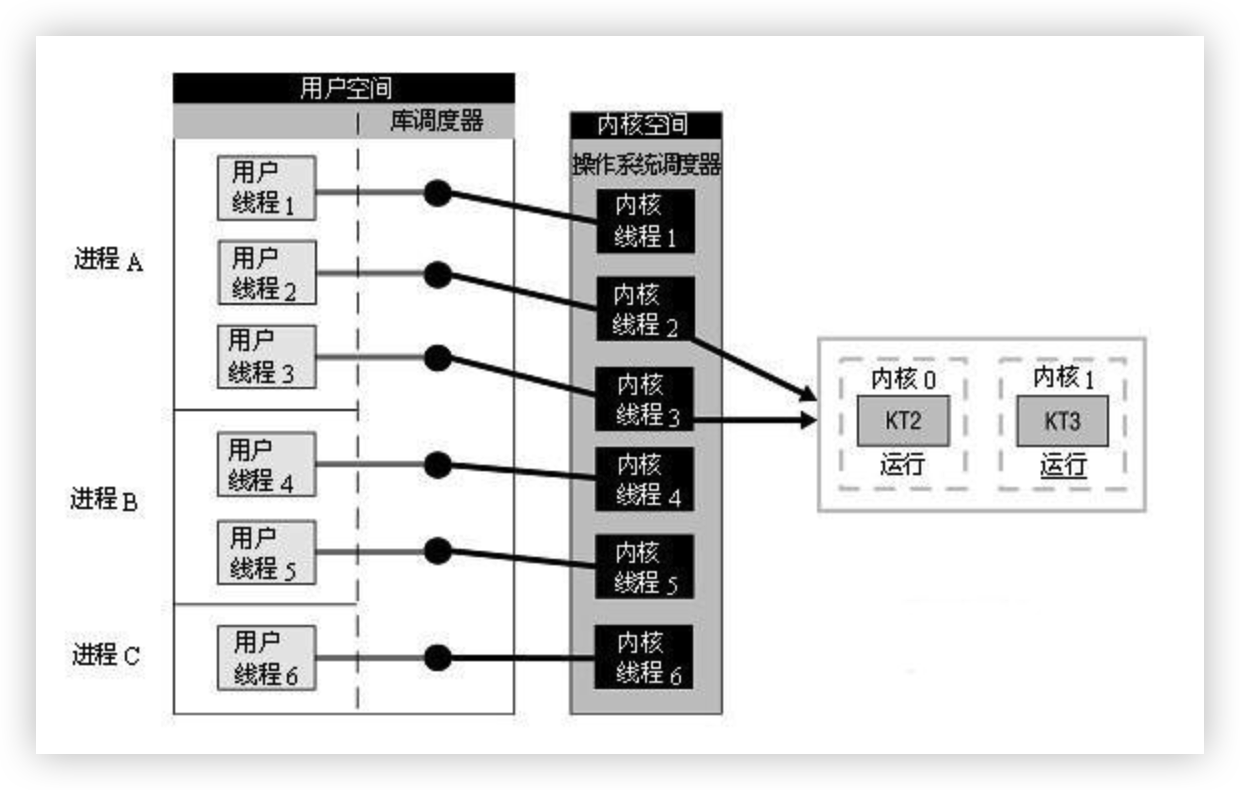 用户空间
库调度器
内核空间
操作系统调度器
进程 A
用户
线程 1
用户
线程 2
用户
线程 3
进程 B
用户
线程 4
用户
线程 5
进程 C
用户
线程 6
内核
线程 1
内核
线程 2
内核
线程 3
内核
线程 4
内核
线程 5
内核
线程 6
内核 0
KT2
运行
内核 1
KT3
运行